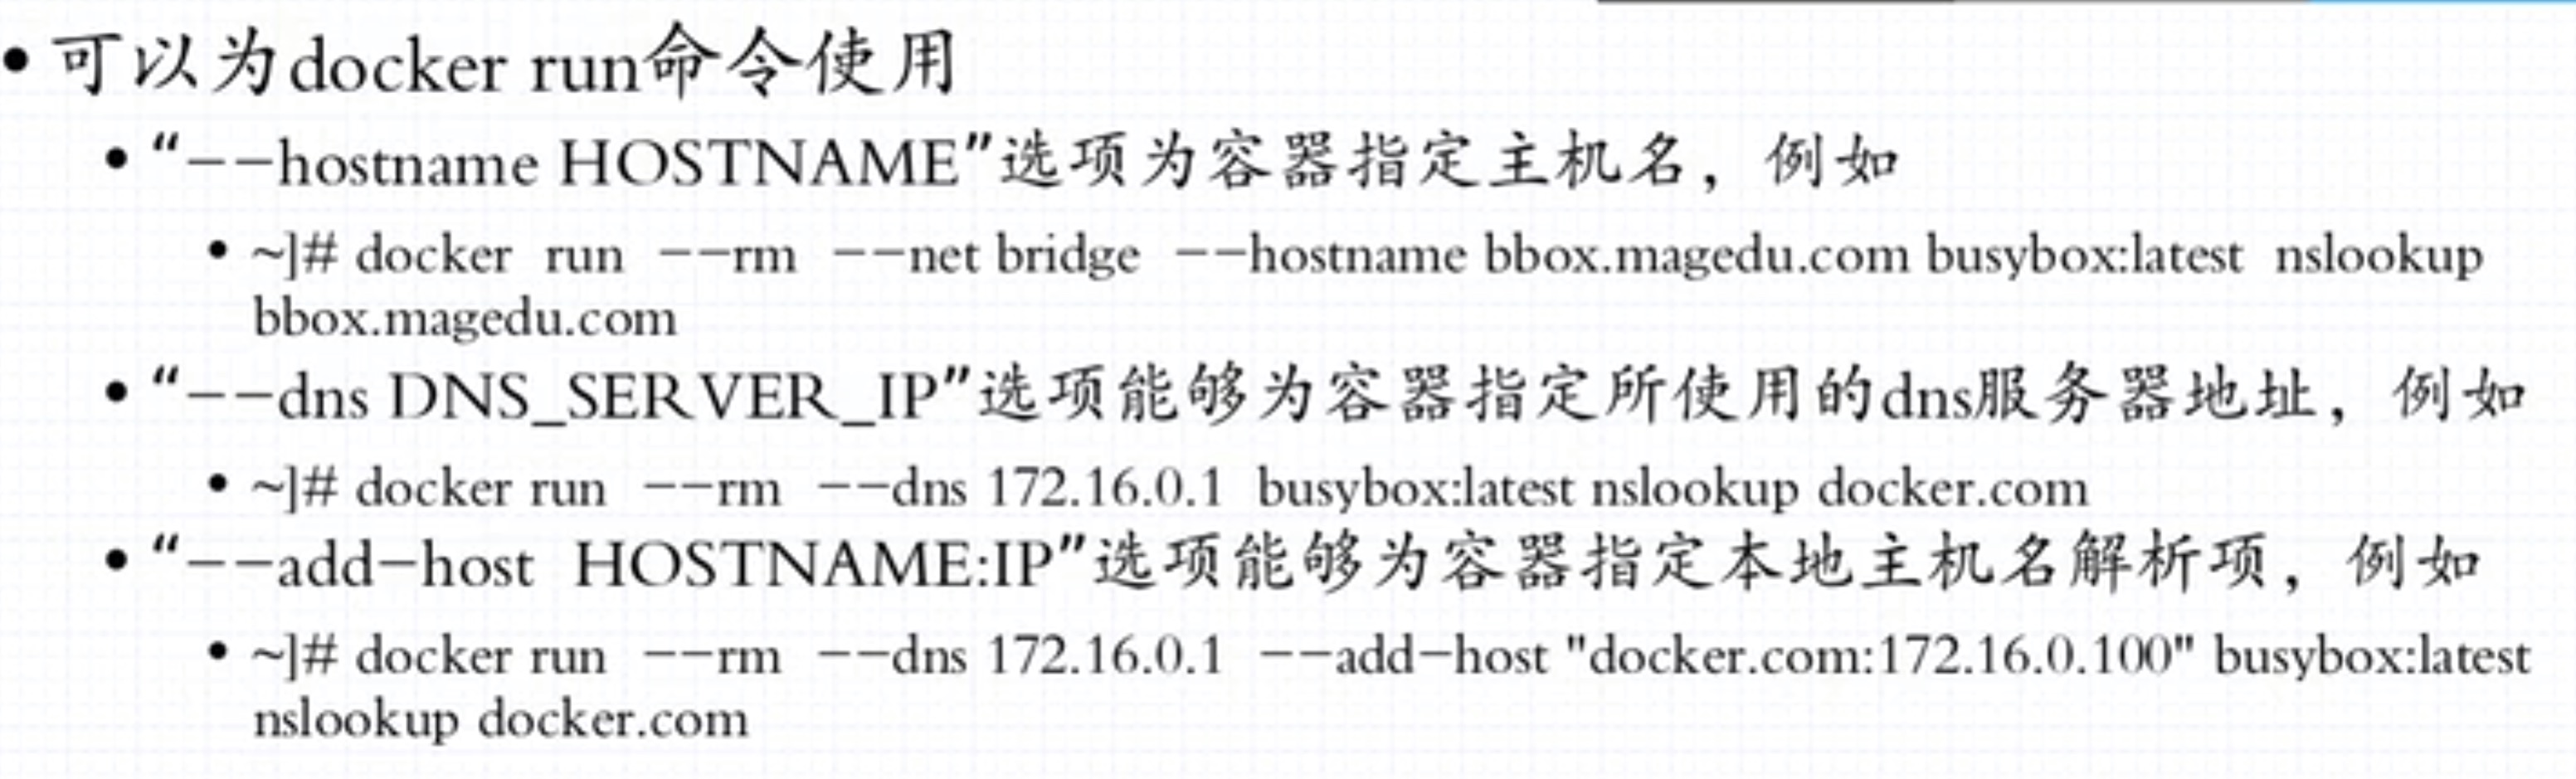 • 可以为docker run命令使用
• “--hostname HOSTNAME”选项为容器指定主机名，例如
• ~]# docker run --rm --net bridge --hostname bbox.magedu.com busybox:latest nslookup
bbox.magedu.com
• “--dns DNS_SERVER_IP”选项能够为容器指定所使用的dns服务器地址，例如
• ~]# docker run --rm --dns 172.16.0.1 busybox:latest nslookup docker.com
• “--add-host HOSTNAME:IP”选项能够为容器指定本地主机名解析项，例如
• ~]# docker run --rm --dns 172.16.0.1 --add-host "docker.com:172.16.0.100" busybox:latest
nslookup docker.com